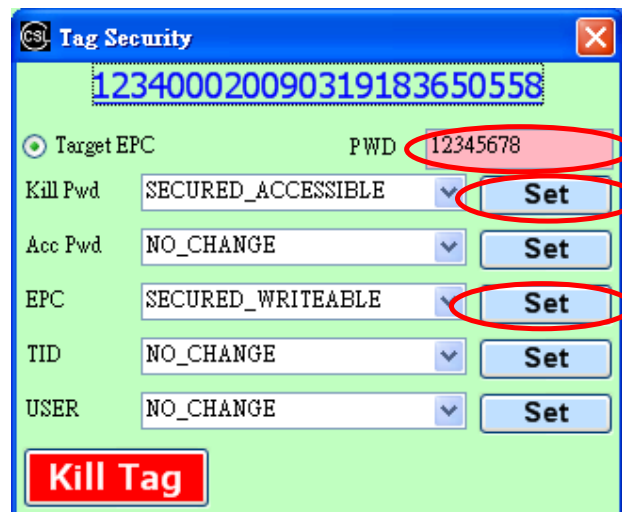 CSL Tag Security
123400020090319183650558
Target EPC PWD 12345678
Kill Pwd SECURED_ACCESSIBLE Set
Acc Pwd NO_CHANGE Set
EPC SECURED_WRITEABLE Set
TID NO_CHANGE Set
USER NO_CHANGE Set
Kill Tag